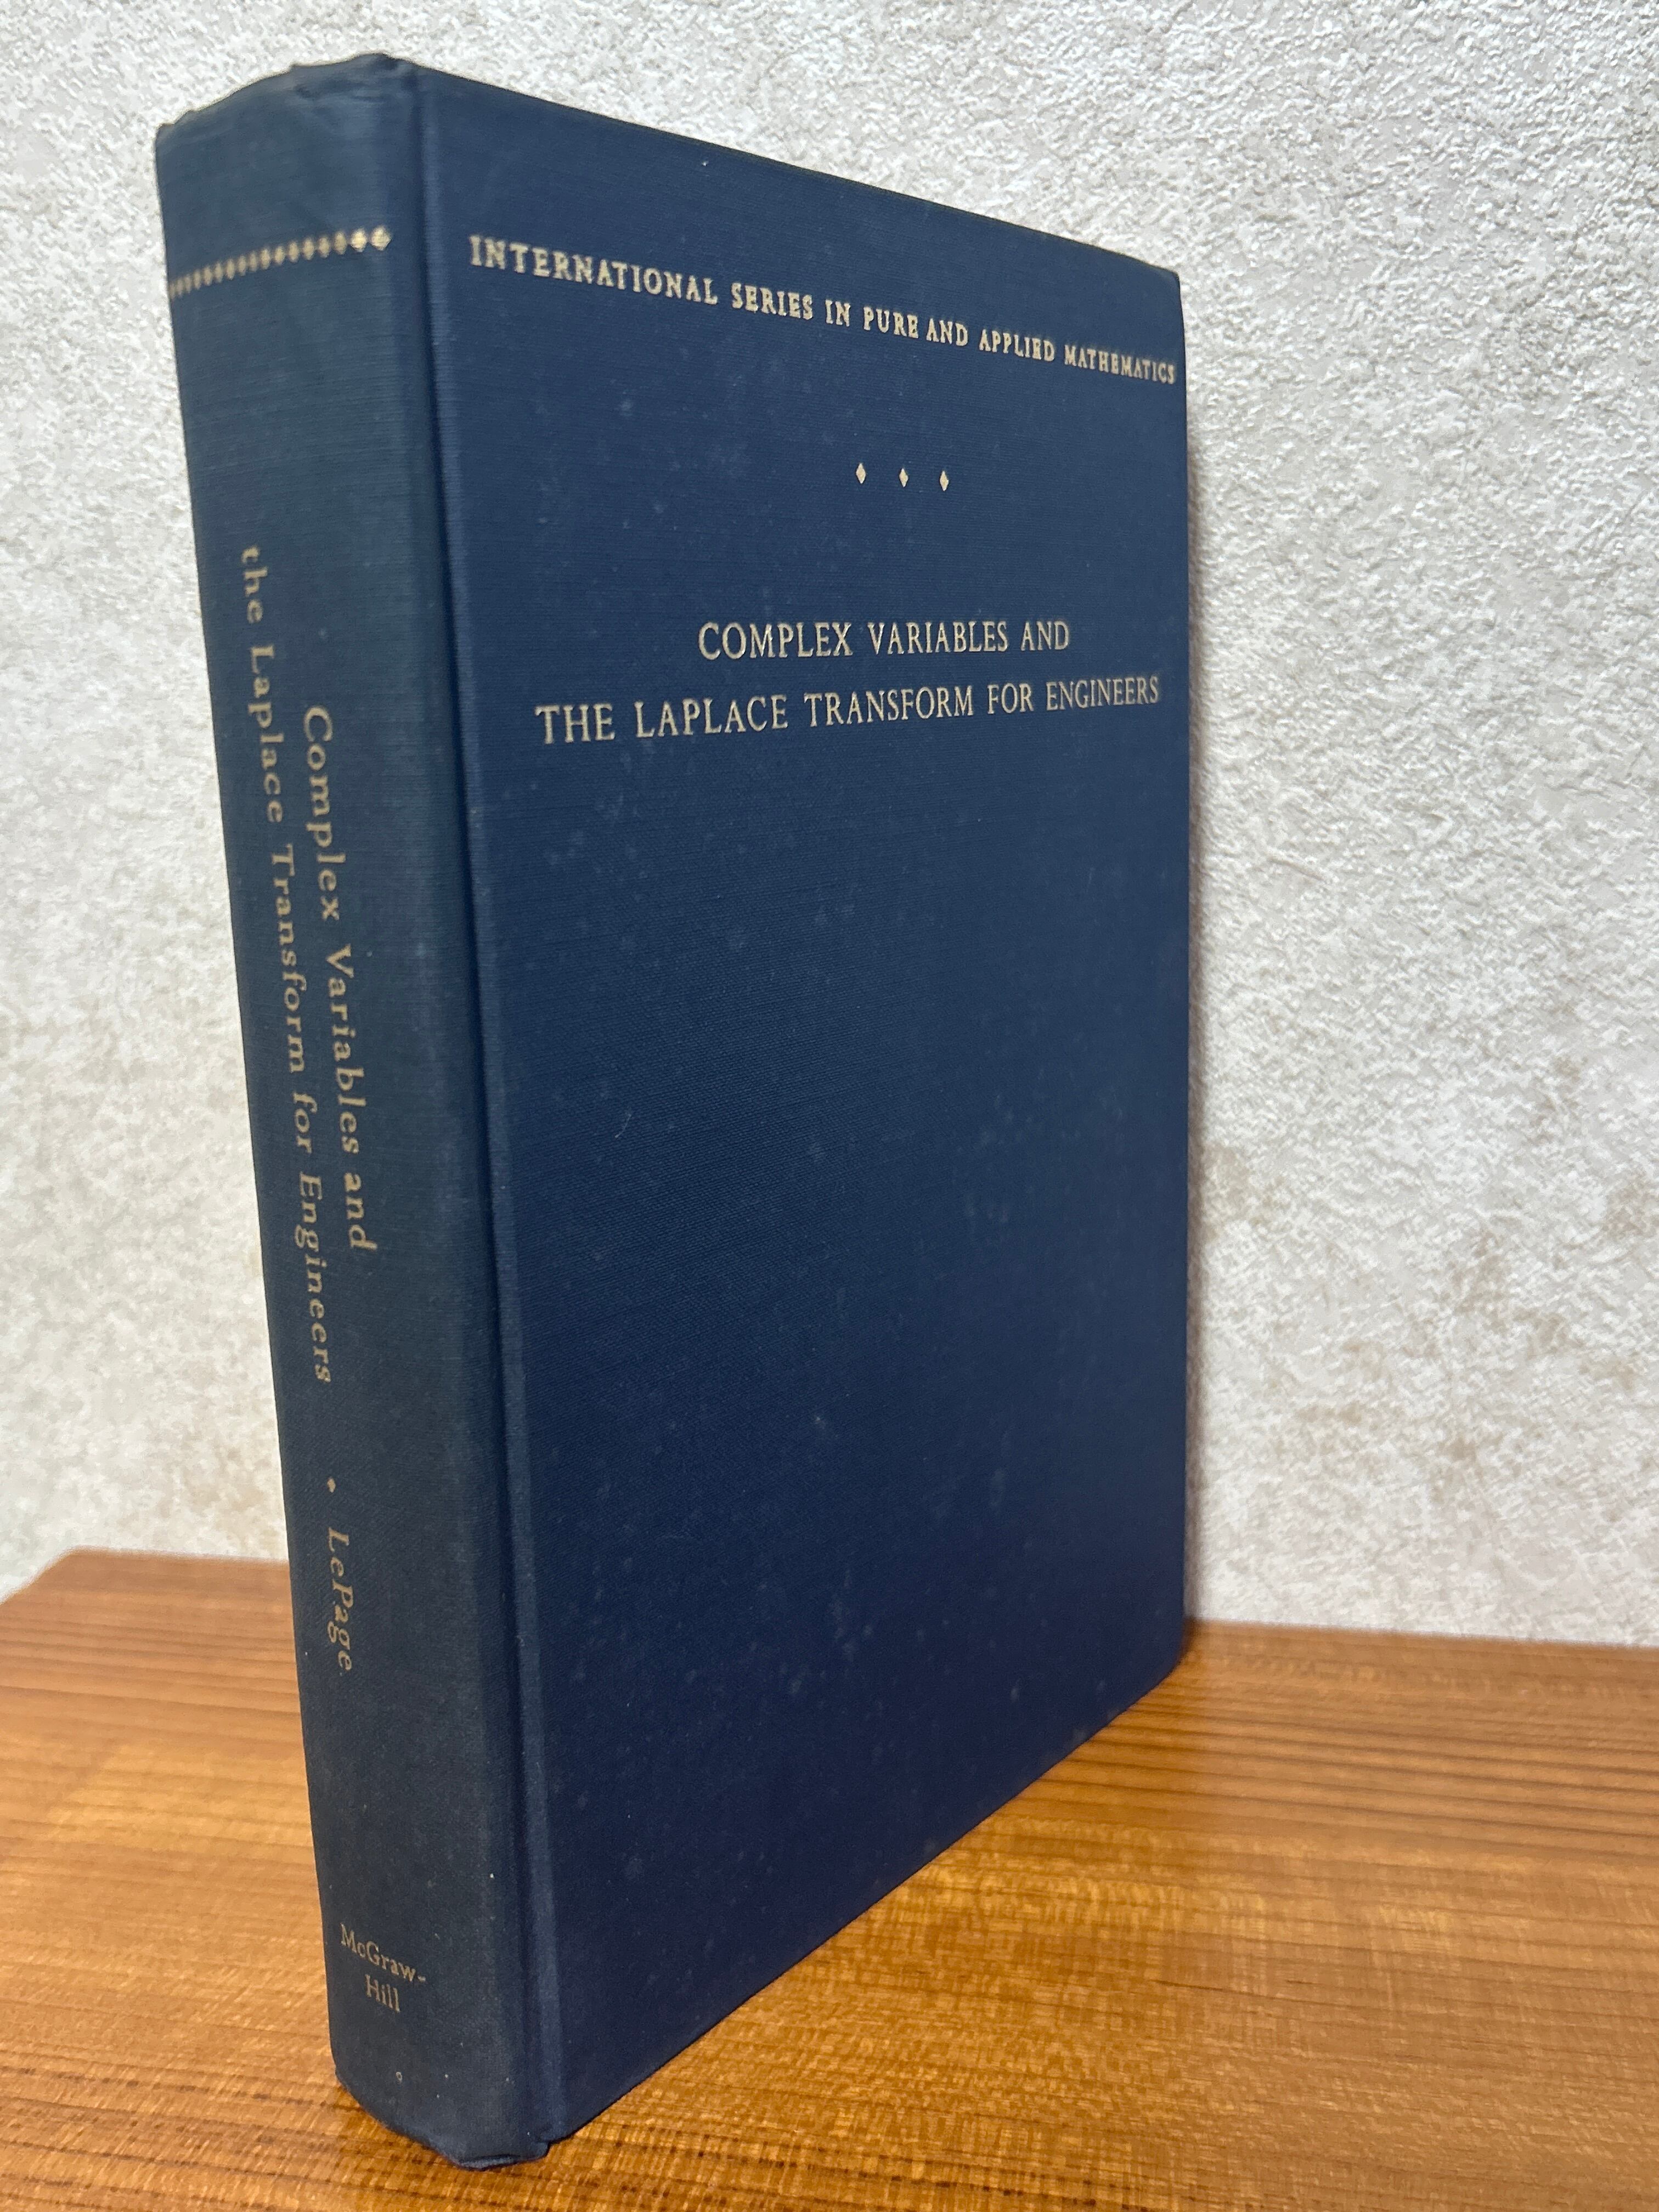 INTERNATIONAL SERIES IN PURE AND APPLIED MATHEMATICS
COMPLEX VARIABLES AND
THE LAPLACE TRANSFORM FOR ENGINEERS
Complex Variables and
the Laplace Transform for Engineers
LePage
McGraw-
Hill